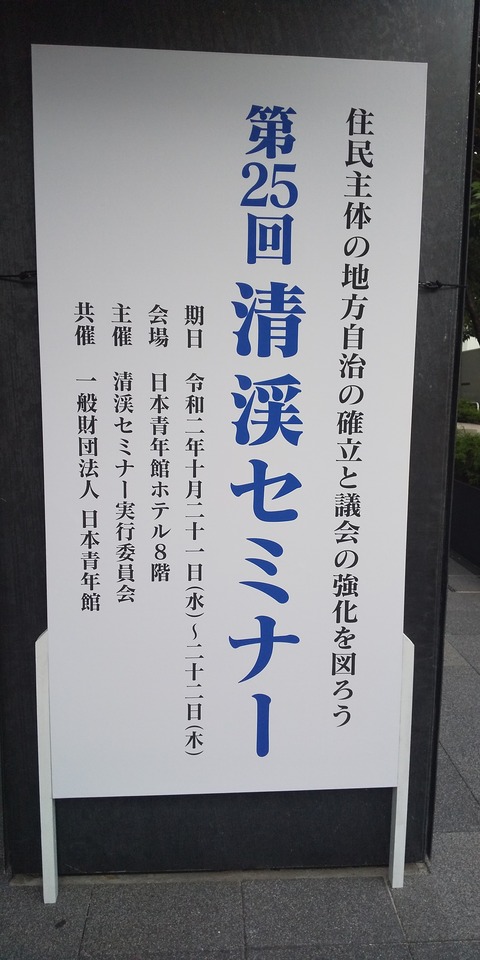 住民主体の地方自治の確立と議会の強化を図ろう
第25回 清渓セミナー
期日 令和二年十月二十一日(水)～二十二日(木)
会場 日本青年館ホテル8階
主催 清渓セミナー実行委員会
共催 一般財団法人 日本青年館